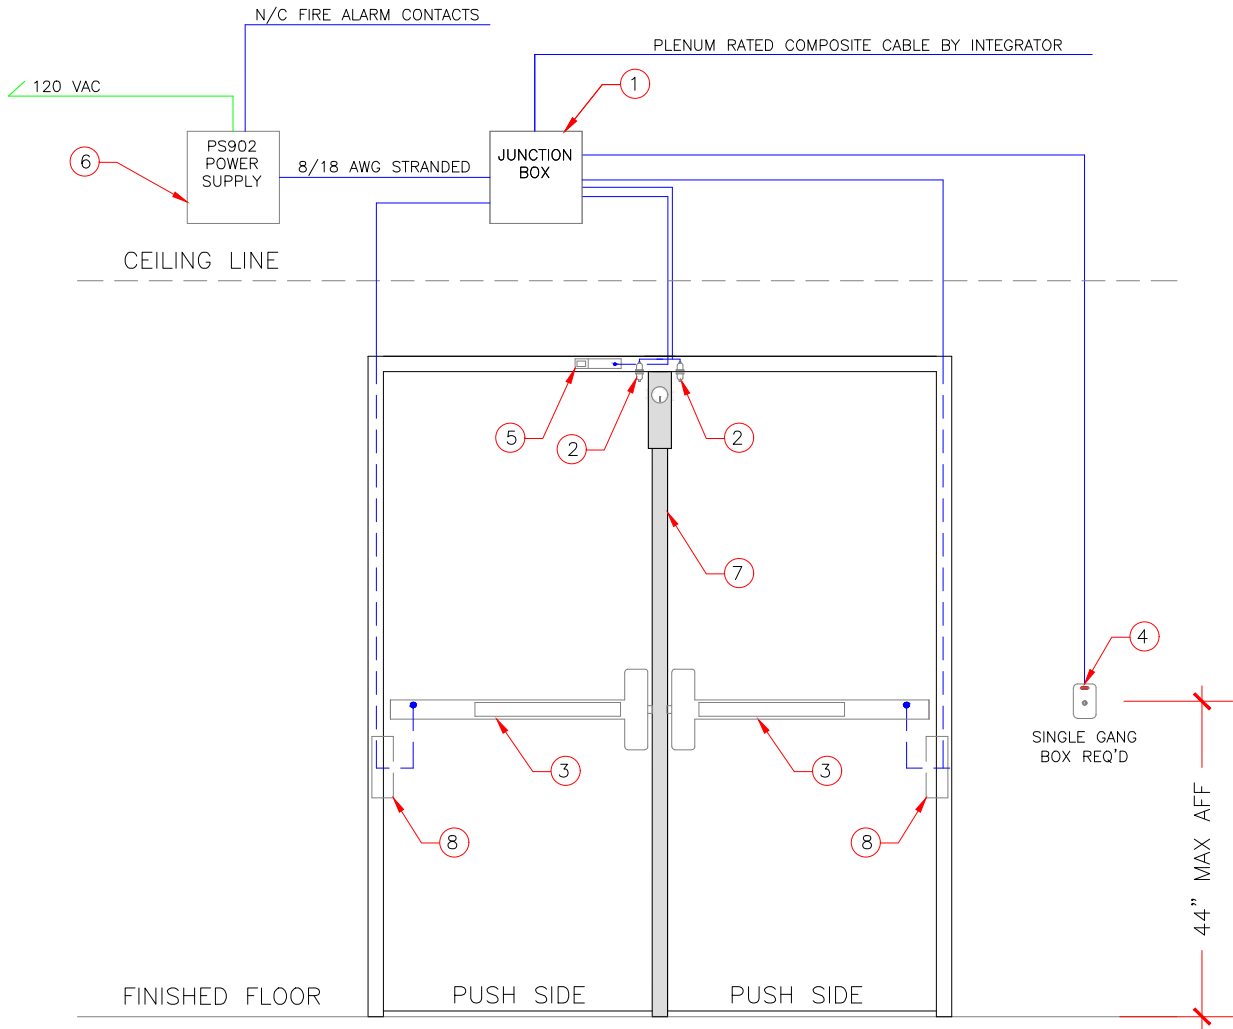 N/C FIRE ALARM CONTACTS
PLENUM RATED COMPOSITE CABLE BY INTEGRATOR
120 VAC
1
PS902
POWER
SUPPLY
6
8/18 AWG STRANDED
JUNCTION
BOX
CEILING LINE
5
2
2
7
4
SINGLE GANG
BOX REQ'D
3
3
8
8
44" MAX AFF
FINISHED FLOOR
PUSH SIDE
PUSH SIDE